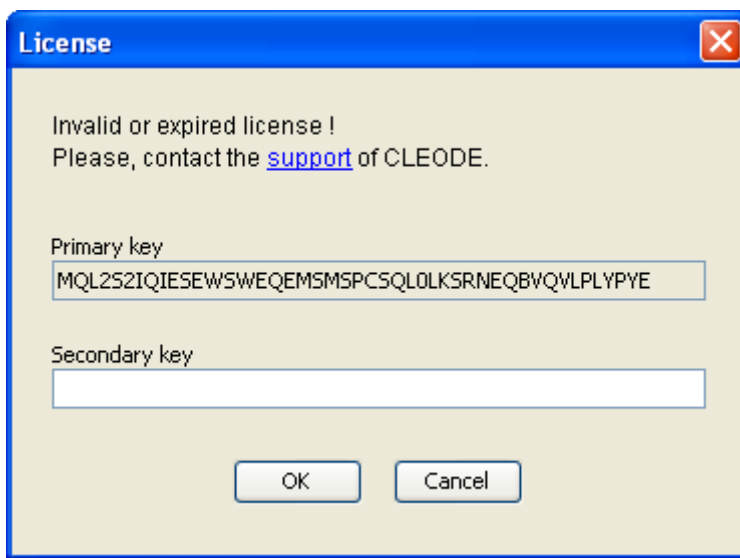 License
Invalid or expired license !
Please, contact the support of CLEODE.
Primary key
MQL2S2IQIESEWSWEQEMSMSPCSQL0LKSRNEQBVQVLPLYPYE
Secondary key
OK
Cancel